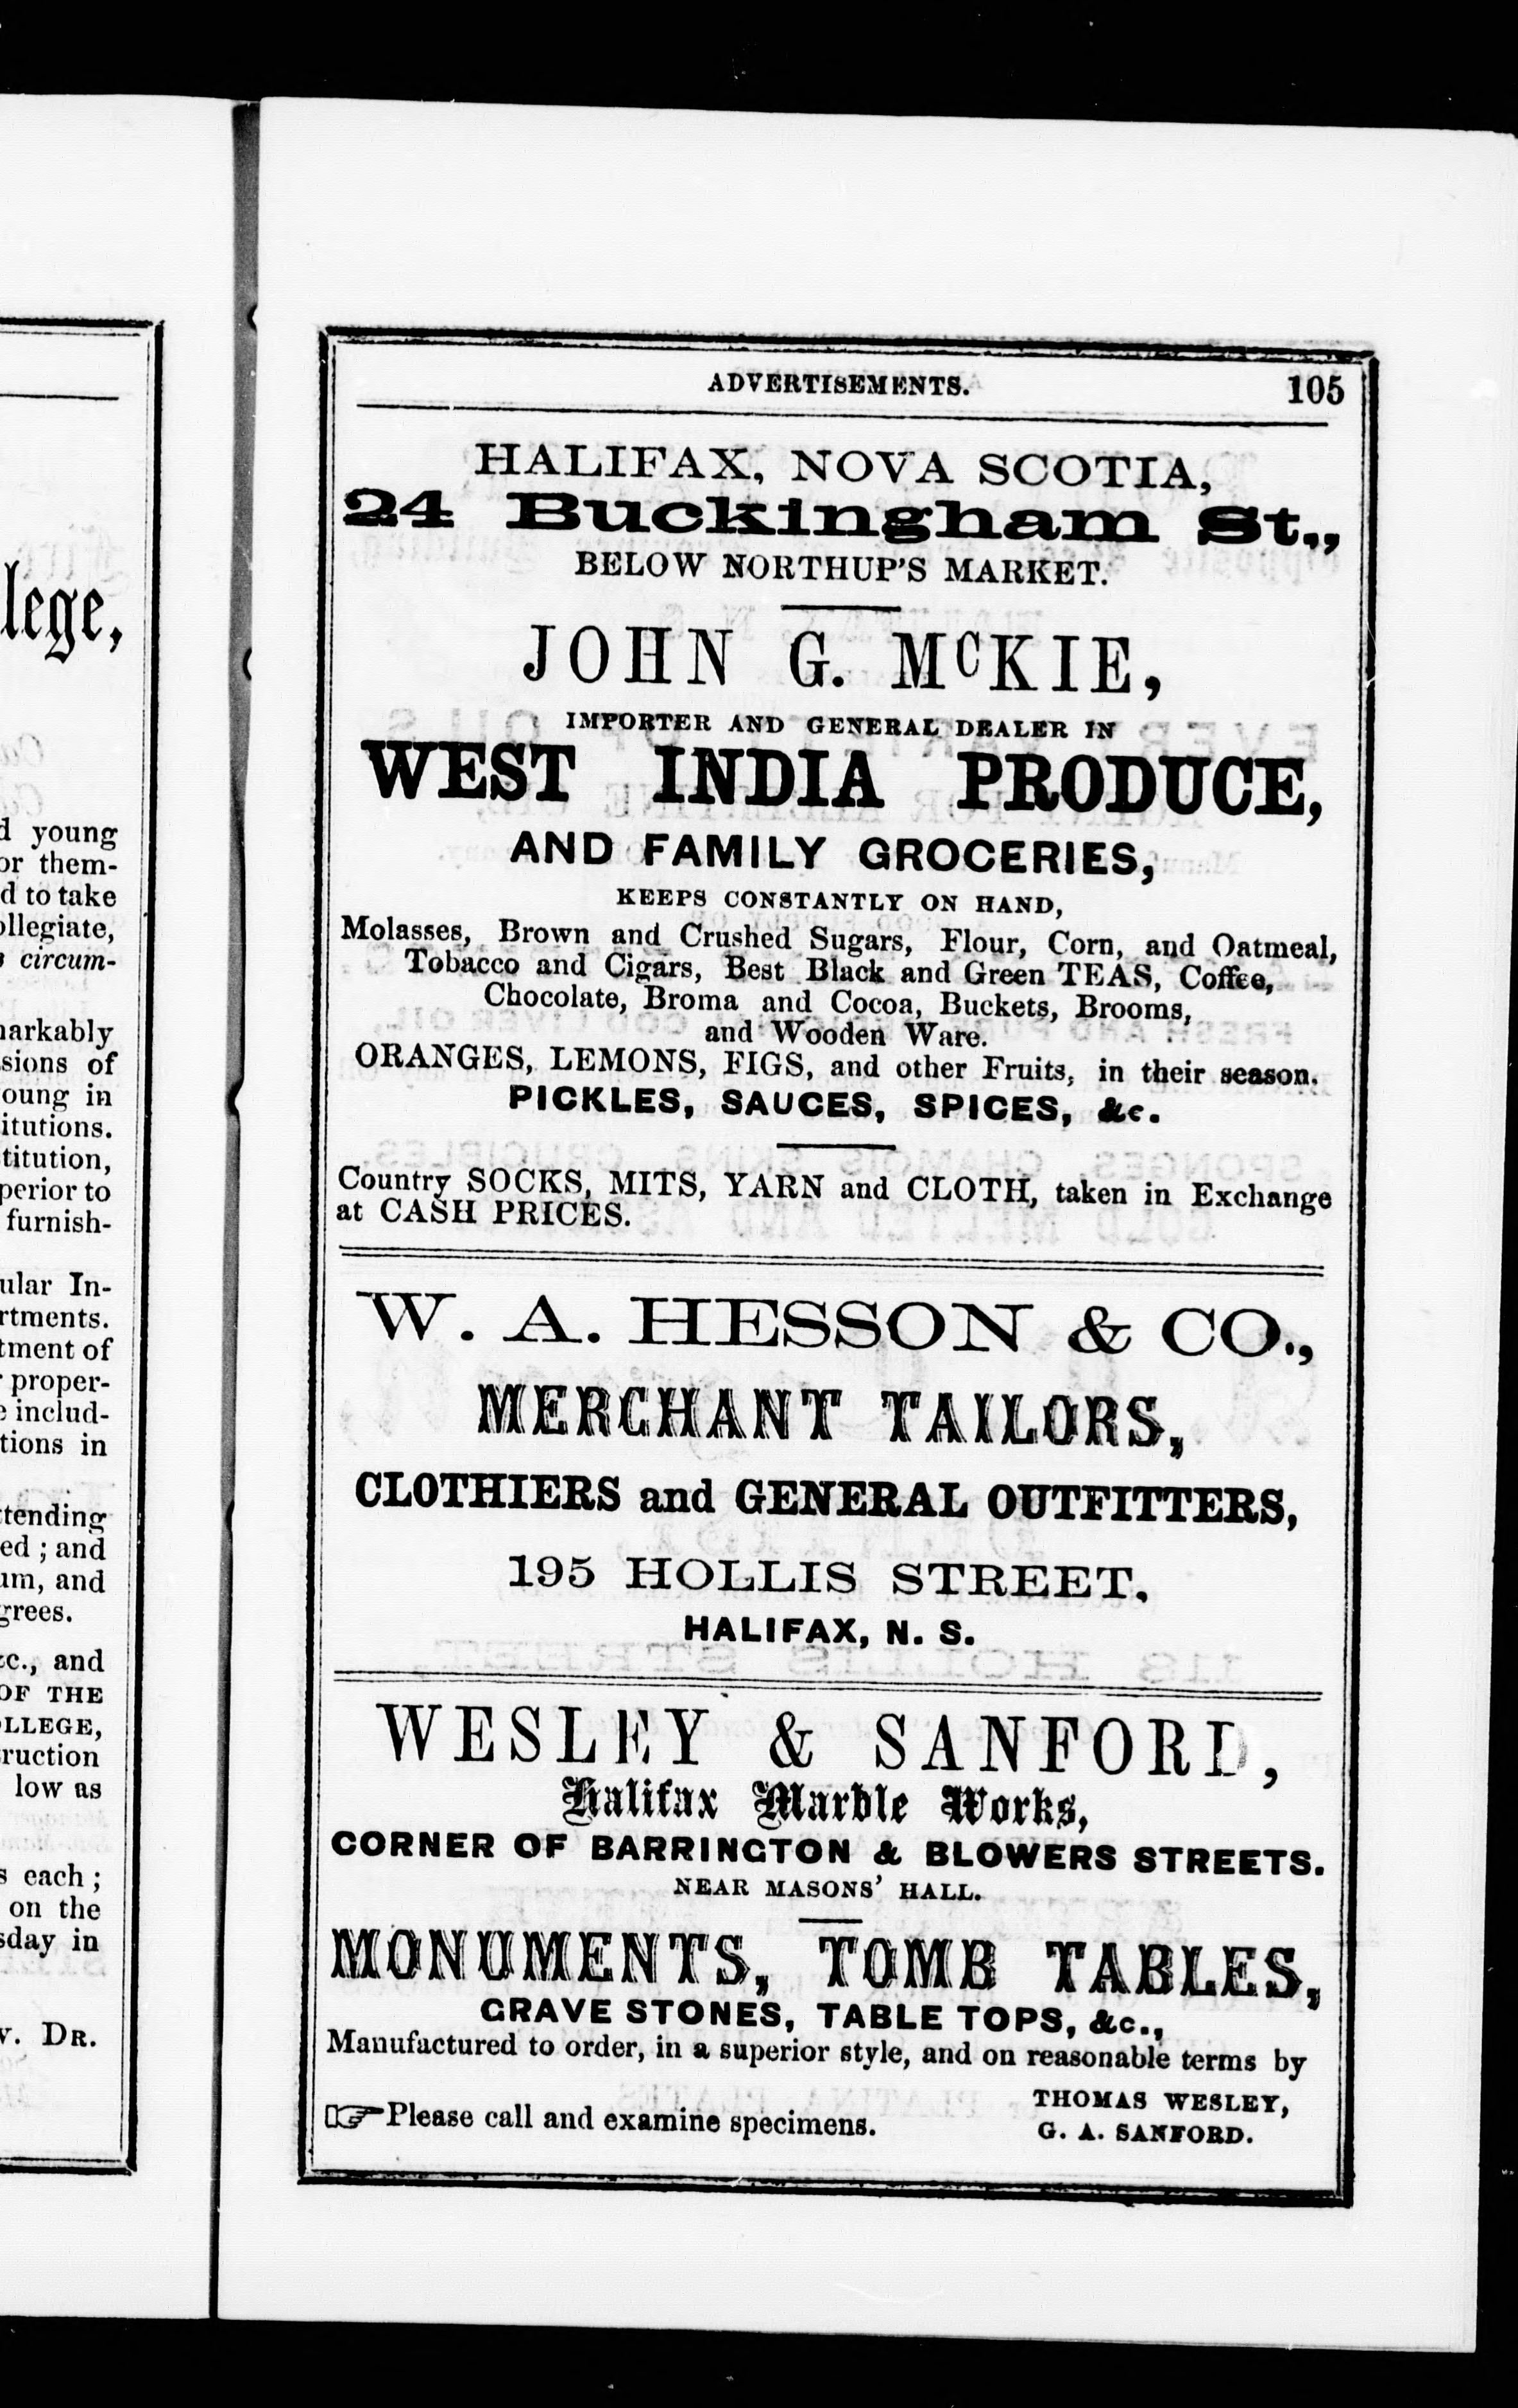 lege,
young
or them-
d to take
ollegiate,
circum-
markably
sions of
oung in
itutions.
titution,
perior to
furnish-
ular In-
rtments.
tment of
proper-
includ-
tions in
tending
ed ; and
um, and
grees.
&c., and
OF THE
OLLEGE,
ruction
low as
s each ;
on the
sday in
v. DR.
ADVERTISEMENTS. 105
HALIFAX, NOVA SCOTIA,
24 Buckingham St.,
BELOW NORTHUP'S MARKET.
JOHN G. McKIE,
IMPORTER AND GENERAL DEALER IN
WEST INDIA PRODUCE,
AND FAMILY GROCERIES,
KEEPS CONSTANTLY ON HAND,
Molasses, Brown and Crushed Sugars, Flour, Corn, and Oatmeal,
Tobacco and Cigars, Best Black and Green TEAS, Coffee,
Chocolate, Broma and Cocoa, Buckets, Brooms,
and Wooden Ware.
ORANGES, LEMONS, FIGS, and other Fruits, in their season.
PICKLES, SAUCES, SPICES, &c.
Country SOCKS, MITS, YARN and CLOTH, taken in Exchange
at CASH PRICES.
W. A. HESSON & CO.,
MERCHANT TAILORS,
CLOTHIERS and GENERAL OUTFITTERS,
195 HOLLIS STREET,
HALIFAX, N. S.
WESLEY & SANFORD,
Halifax Marble Works,
CORNER OF BARRINGTON & BLOWERS STREETS.
NEAR MASONS' HALL.
MONUMENTS, TOMB TABLES,
GRAVE STONES, TABLE TOPS, &c.,
Manufactured to order, in a superior style, and on reasonable terms by
THOMAS WESLEY,
☞Please call and examine specimens. G. A. SANFORD.